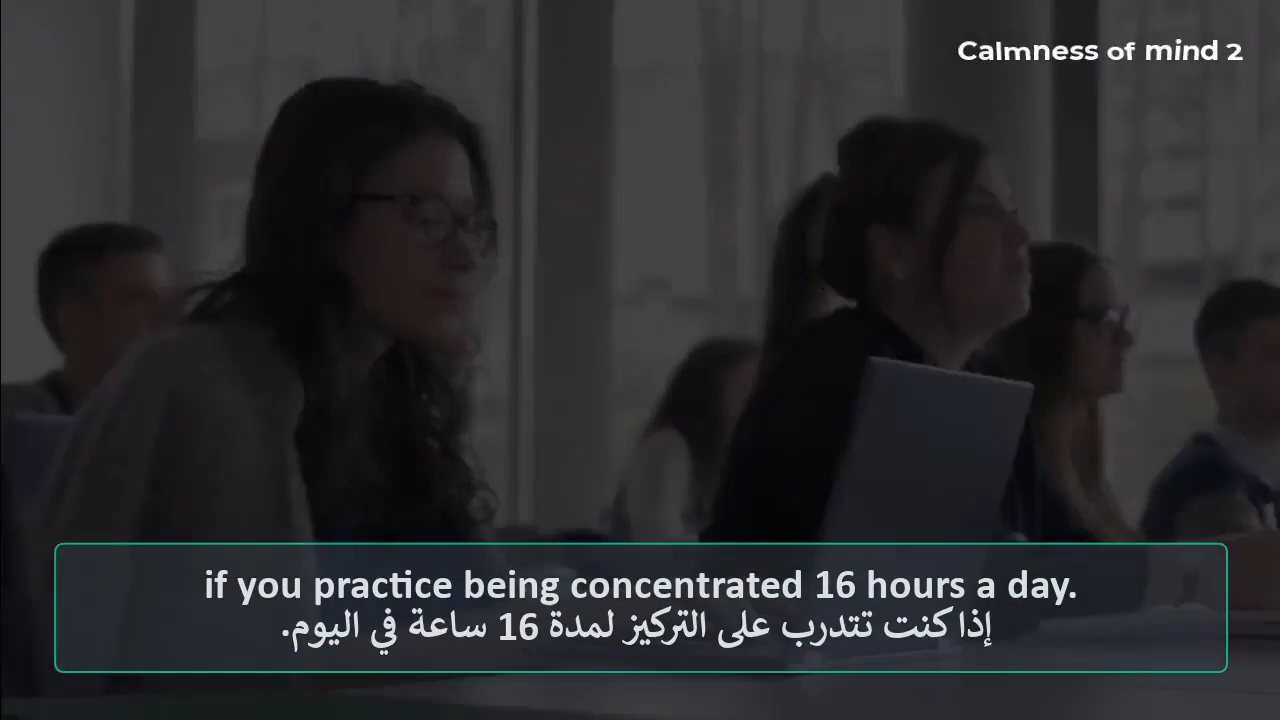 Calmness of mind 2
if you practice being concentrated 16 hours a day.
إذا كنت تتدرب على التركيز لمدة 16 ساعة في اليوم.